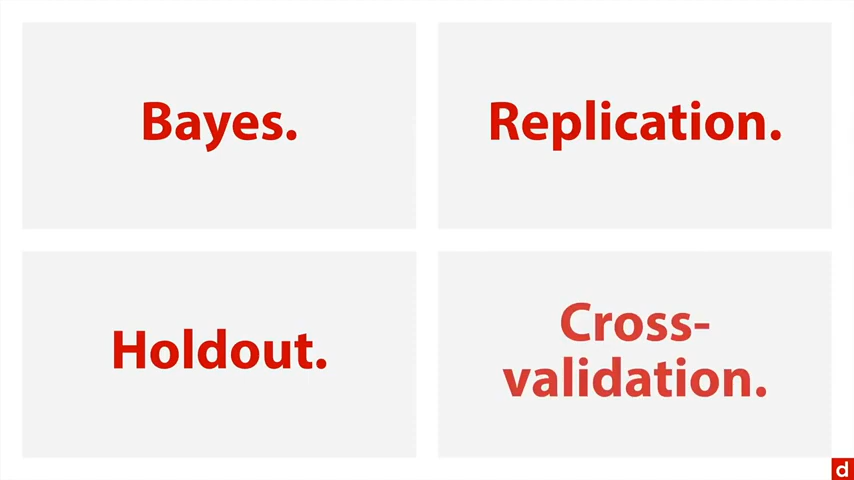 Bayes.
Replication.
Holdout.
Cross-
validation.
d